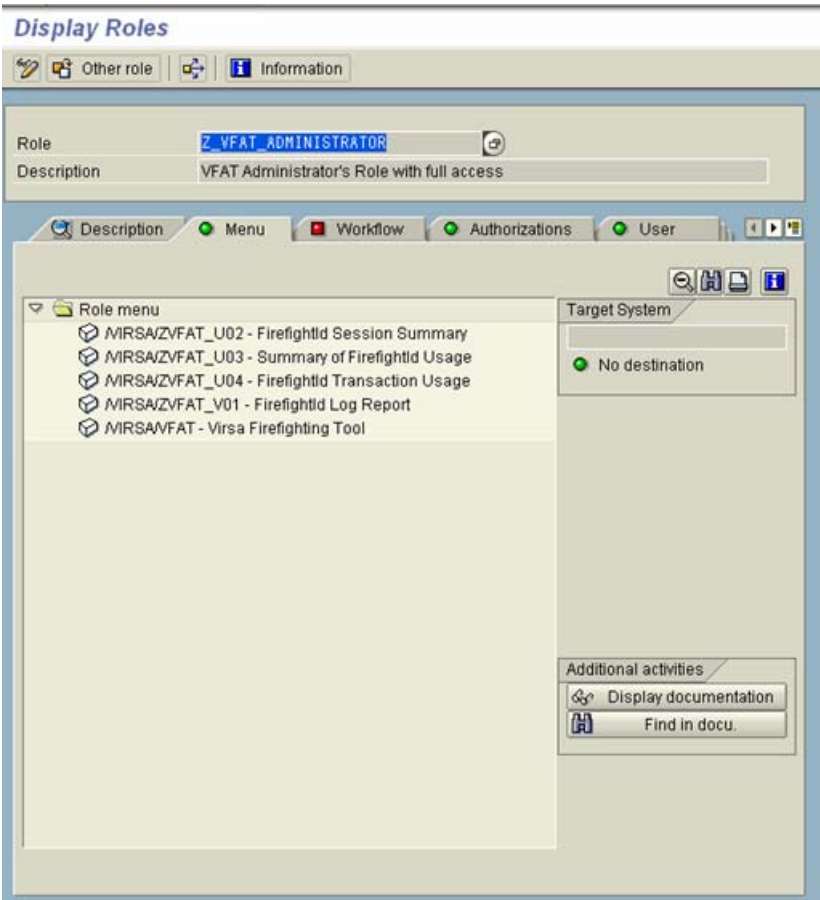 Display Roles
Other role
Information
Role Z_VFAT_ADMINISTRATOR
Description VFAT Administrator's Role with full access
Description Menu Workflow Authorizations User
Role menu
/VIRSA/ZVFAT_U02 - FirefightId Session Summary
/VIRSA/ZVFAT_U03 - Summary of FirefightId Usage
/VIRSA/ZVFAT_U04 - FirefightId Transaction Usage
/VIRSA/ZVFAT_V01 - FirefightId Log Report
/VIRSA/VFAT - Virsa Firefighting Tool
Target System
No destination
Additional activities
Display documentation
Find in docu.